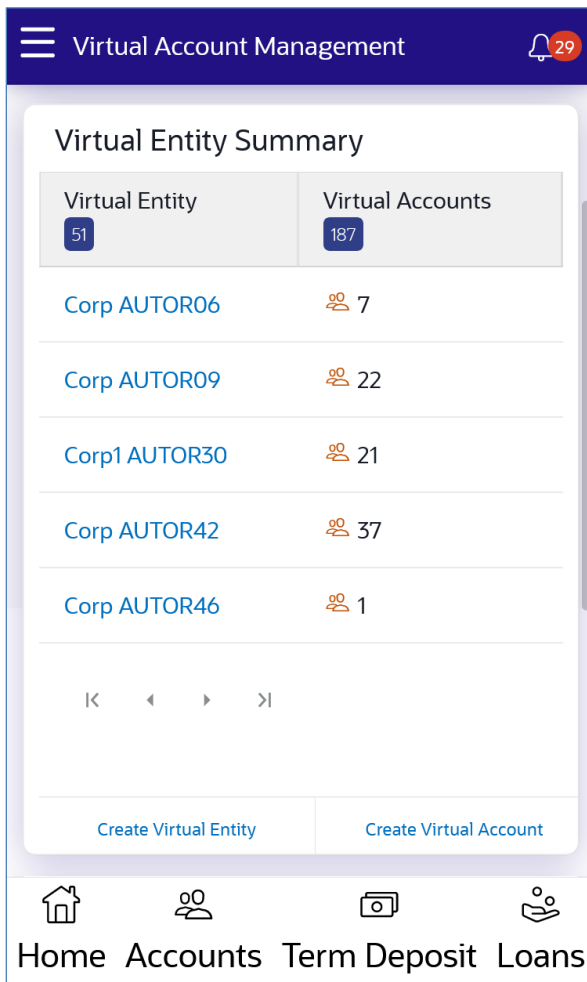 Virtual Account Management 29
Virtual Entity Summary
Virtual Entity Virtual Accounts
51 187
Corp AUTOR06 7
Corp AUTOR09 22
Corp1 AUTOR30 21
Corp AUTOR42 37
Corp AUTOR46 1
Create Virtual Entity Create Virtual Account
Home Accounts Term Deposit Loans